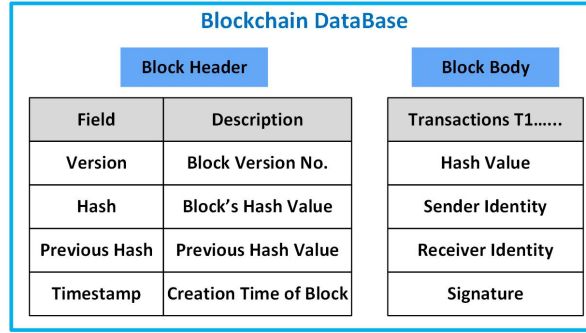 Blockchain DataBase
Block Header
Block Body
Field Description
Version Block Version No.
Hash Block's Hash Value
Previous Hash Previous Hash Value
Timestamp Creation Time of Block
Transactions T1......
Hash Value
Sender Identity
Receiver Identity
Signature